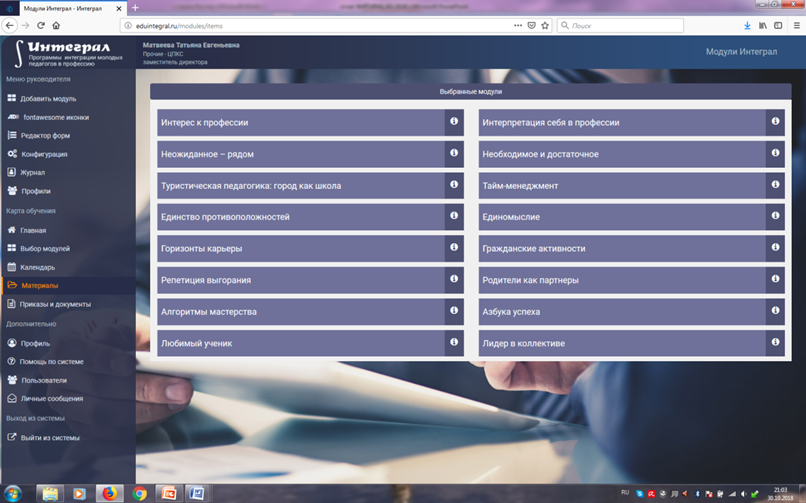 Модули Интеграл - Интеграл
eduintegral.ru/modules/items
Поиск
Интеграл
Программы интеграции молодых
педагогов в профессию
Матвеева Татьяна Евгеньевна
Прочие - ЦПКС
заместитель директора
Модули Интеграл
Меню руководителя
Добавить модуль
fontawesome иконки
Редактор форм
Конфигурация
Журнал
Профили
Карта обучения
Главная
Выбор модулей
Календарь
Материалы
Приказы и документы
Дополнительно
Профиль
Помощь по системе
Пользователи
Личные сообщения
Выход из системы
Выйти из системы
Выбранные модули
Интерес к профессии
Интерпретация себя в профессии
Неожиданное – рядом
Необходимое и достаточное
Туристическая педагогика: город как школа
Тайм-менеджмент
Единство противоположностей
Единомыслие
Горизонты карьеры
Гражданские активности
Репетиция выгорания
Родители как партнеры
Алгоритмы мастерства
Азбука успеха
Любимый ученик
Лидер в коллективе
RU
21:03
30.10.2018